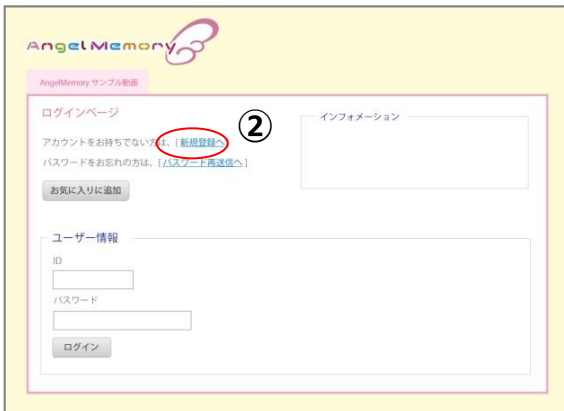 AngelMemory
AngelMemory サンプル動画
ログインページ
アカウントをお持ちでない方は、[ 新規登録へ ]
②
パスワードをお忘れの方は、[ パスワード再送信へ ]
お気に入りに追加
インフォメーション
ユーザー情報
ID
パスワード
ログイン